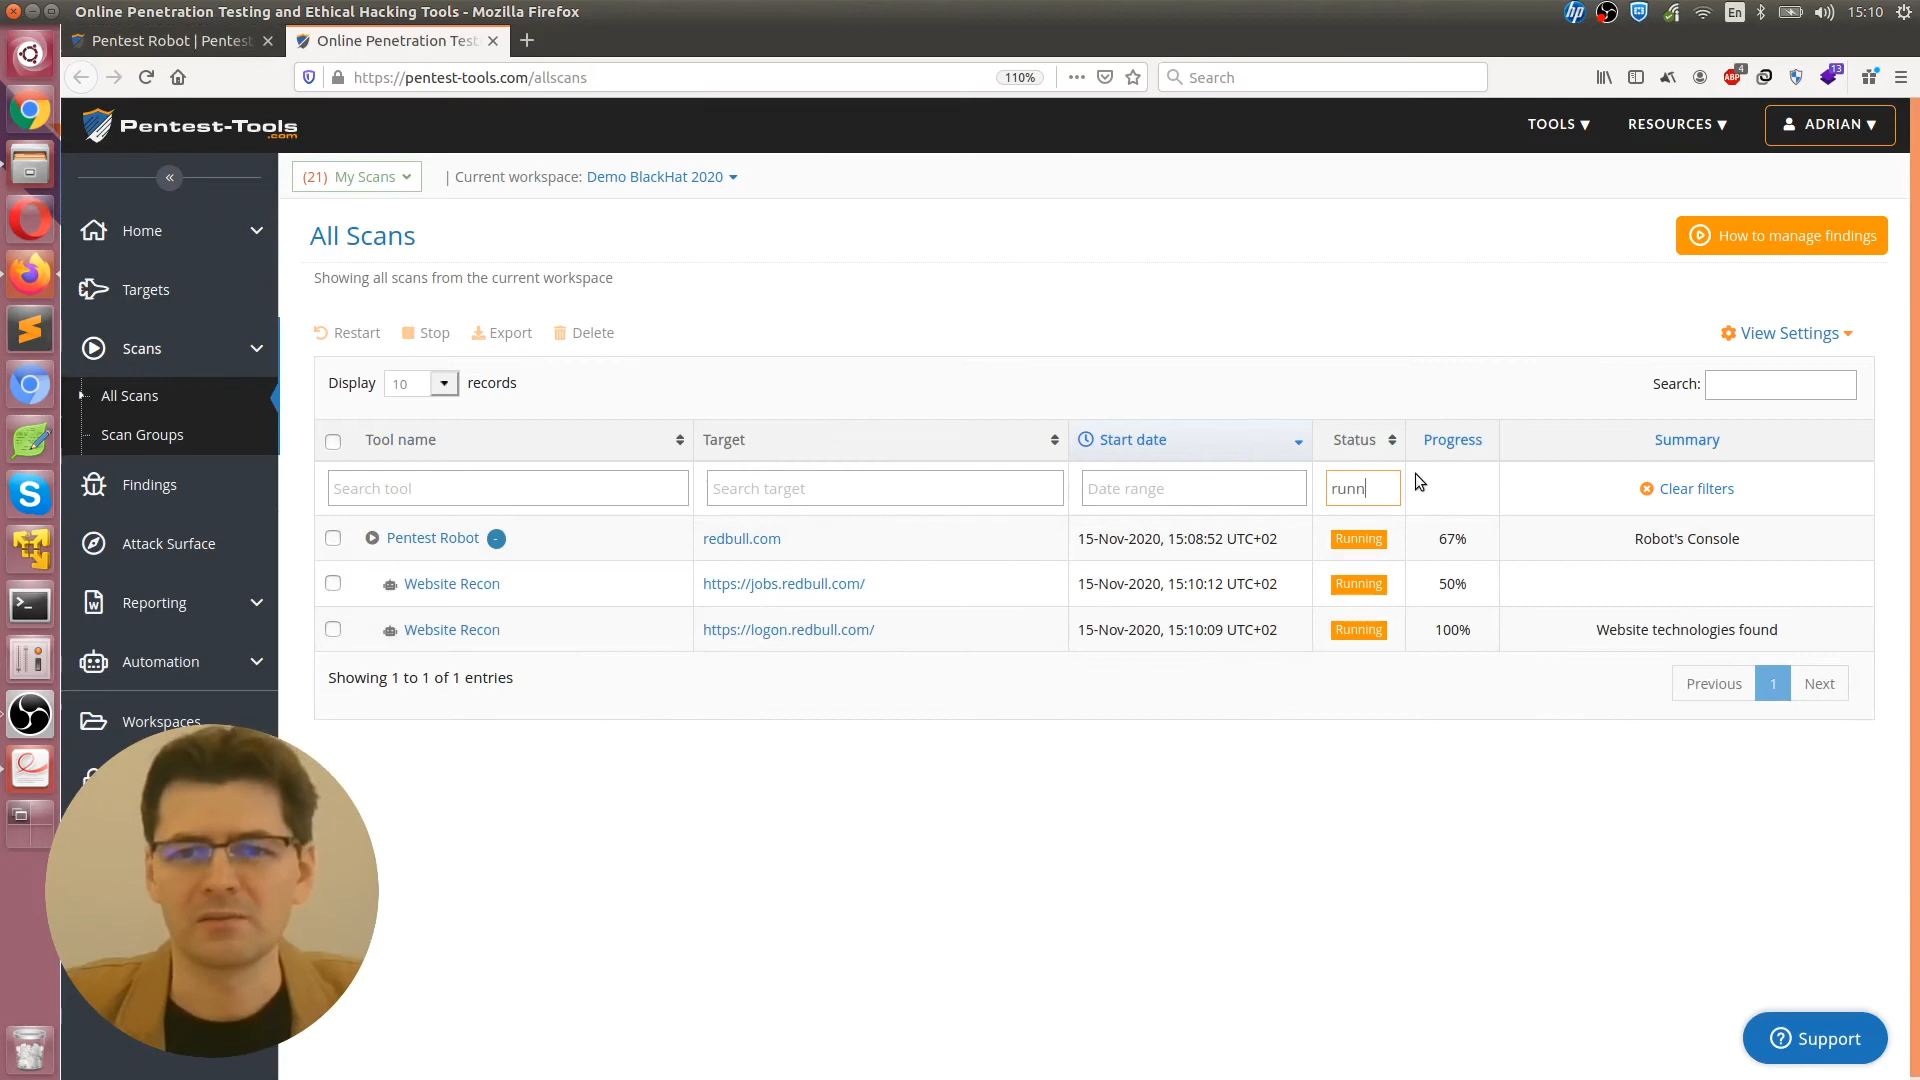 Online Penetration Testing and Ethical Hacking Tools - Mozilla Firefox
En
15:10
Pentest Robot | Pentest
Online Penetration Test
https://pentest-tools.com/allscans
110%
Search
ABP
4
13
Pentest-Tools
.com
TOOLS ▼
RESOURCES ▼
ADRIAN ▼
(21) My Scans
| Current workspace: Demo BlackHat 2020
Home
Targets
Scans
All Scans
Scan Groups
Findings
Attack Surface
Reporting
Automation
Workspaces
All Scans
How to manage findings
Showing all scans from the current workspace
Restart
Stop
Export
Delete
View Settings
Display 10 records
Search:
Tool name
Target
Start date
Status
Progress
Summary
Search tool
Search target
Date range
runn
Clear filters
Pentest Robot -
redbull.com
15-Nov-2020, 15:08:52 UTC+02
Running
67%
Robot's Console
Website Recon
https://jobs.redbull.com/
15-Nov-2020, 15:10:12 UTC+02
Running
50%
Website Recon
https://logon.redbull.com/
15-Nov-2020, 15:10:09 UTC+02
Running
100%
Website technologies found
Showing 1 to 1 of 1 entries
Previous
1
Next
Support